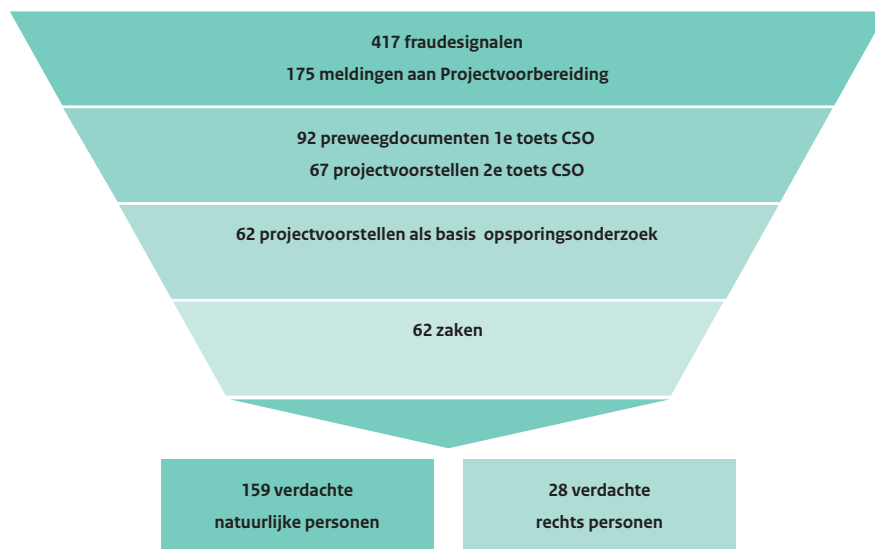 417 fraudesignalen
175 meldingen aan Projectvoorbereiding
92 preweegdocumenten 1e toets CSO
67 projectvoorstellen 2e toets CSO
62 projectvoorstellen als basis opsporingsonderzoek
62 zaken
159 verdachte
natuurlijke personen
28 verdachte
rechts personen